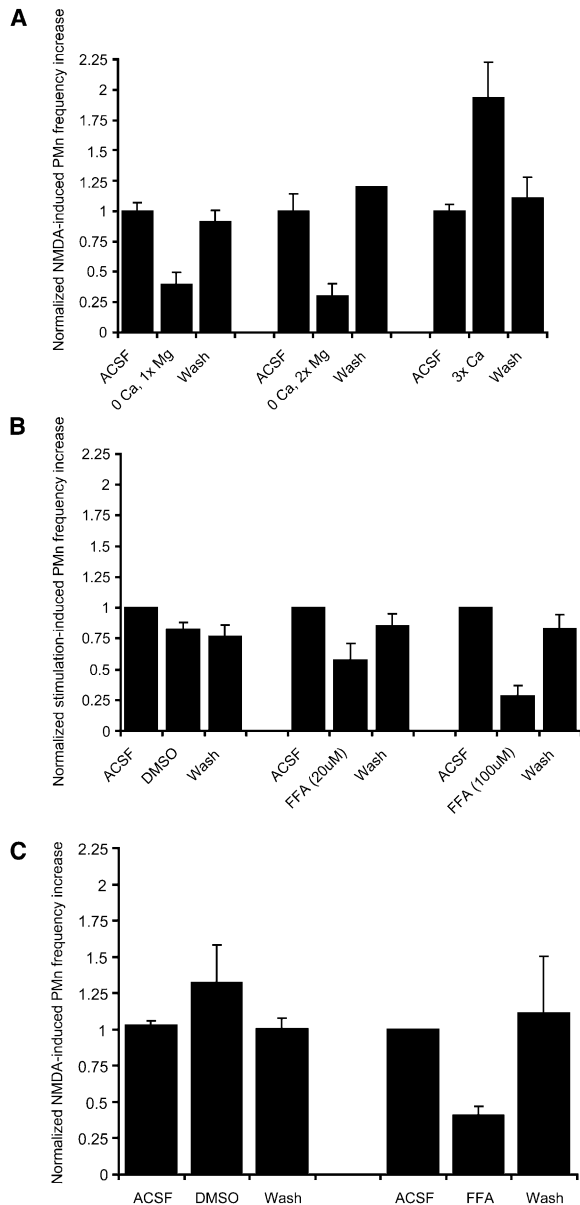 A
Normalized NMDA-induced PMn frequency increase
2.25
2
1.75
1.5
1.25
1
0.75
0.5
0.25
0
ACSF
0 Ca, 1x Mg
Wash
ACSF
0 Ca, 2x Mg
Wash
ACSF
3x Ca
Wash
B
Normalized stimulation-induced PMn frequency increase
2.25
2
1.75
1.5
1.25
1
0.75
0.5
0.25
0
ACSF
DMSO
Wash
ACSF
FFA (20uM)
Wash
ACSF
FFA (100uM)
Wash
C
Normalized NMDA-induced PMn frequency increase
2.25
2
1.75
1.5
1.25
1
0.75
0.5
0.25
0
ACSF DMSO Wash ACSF FFA Wash